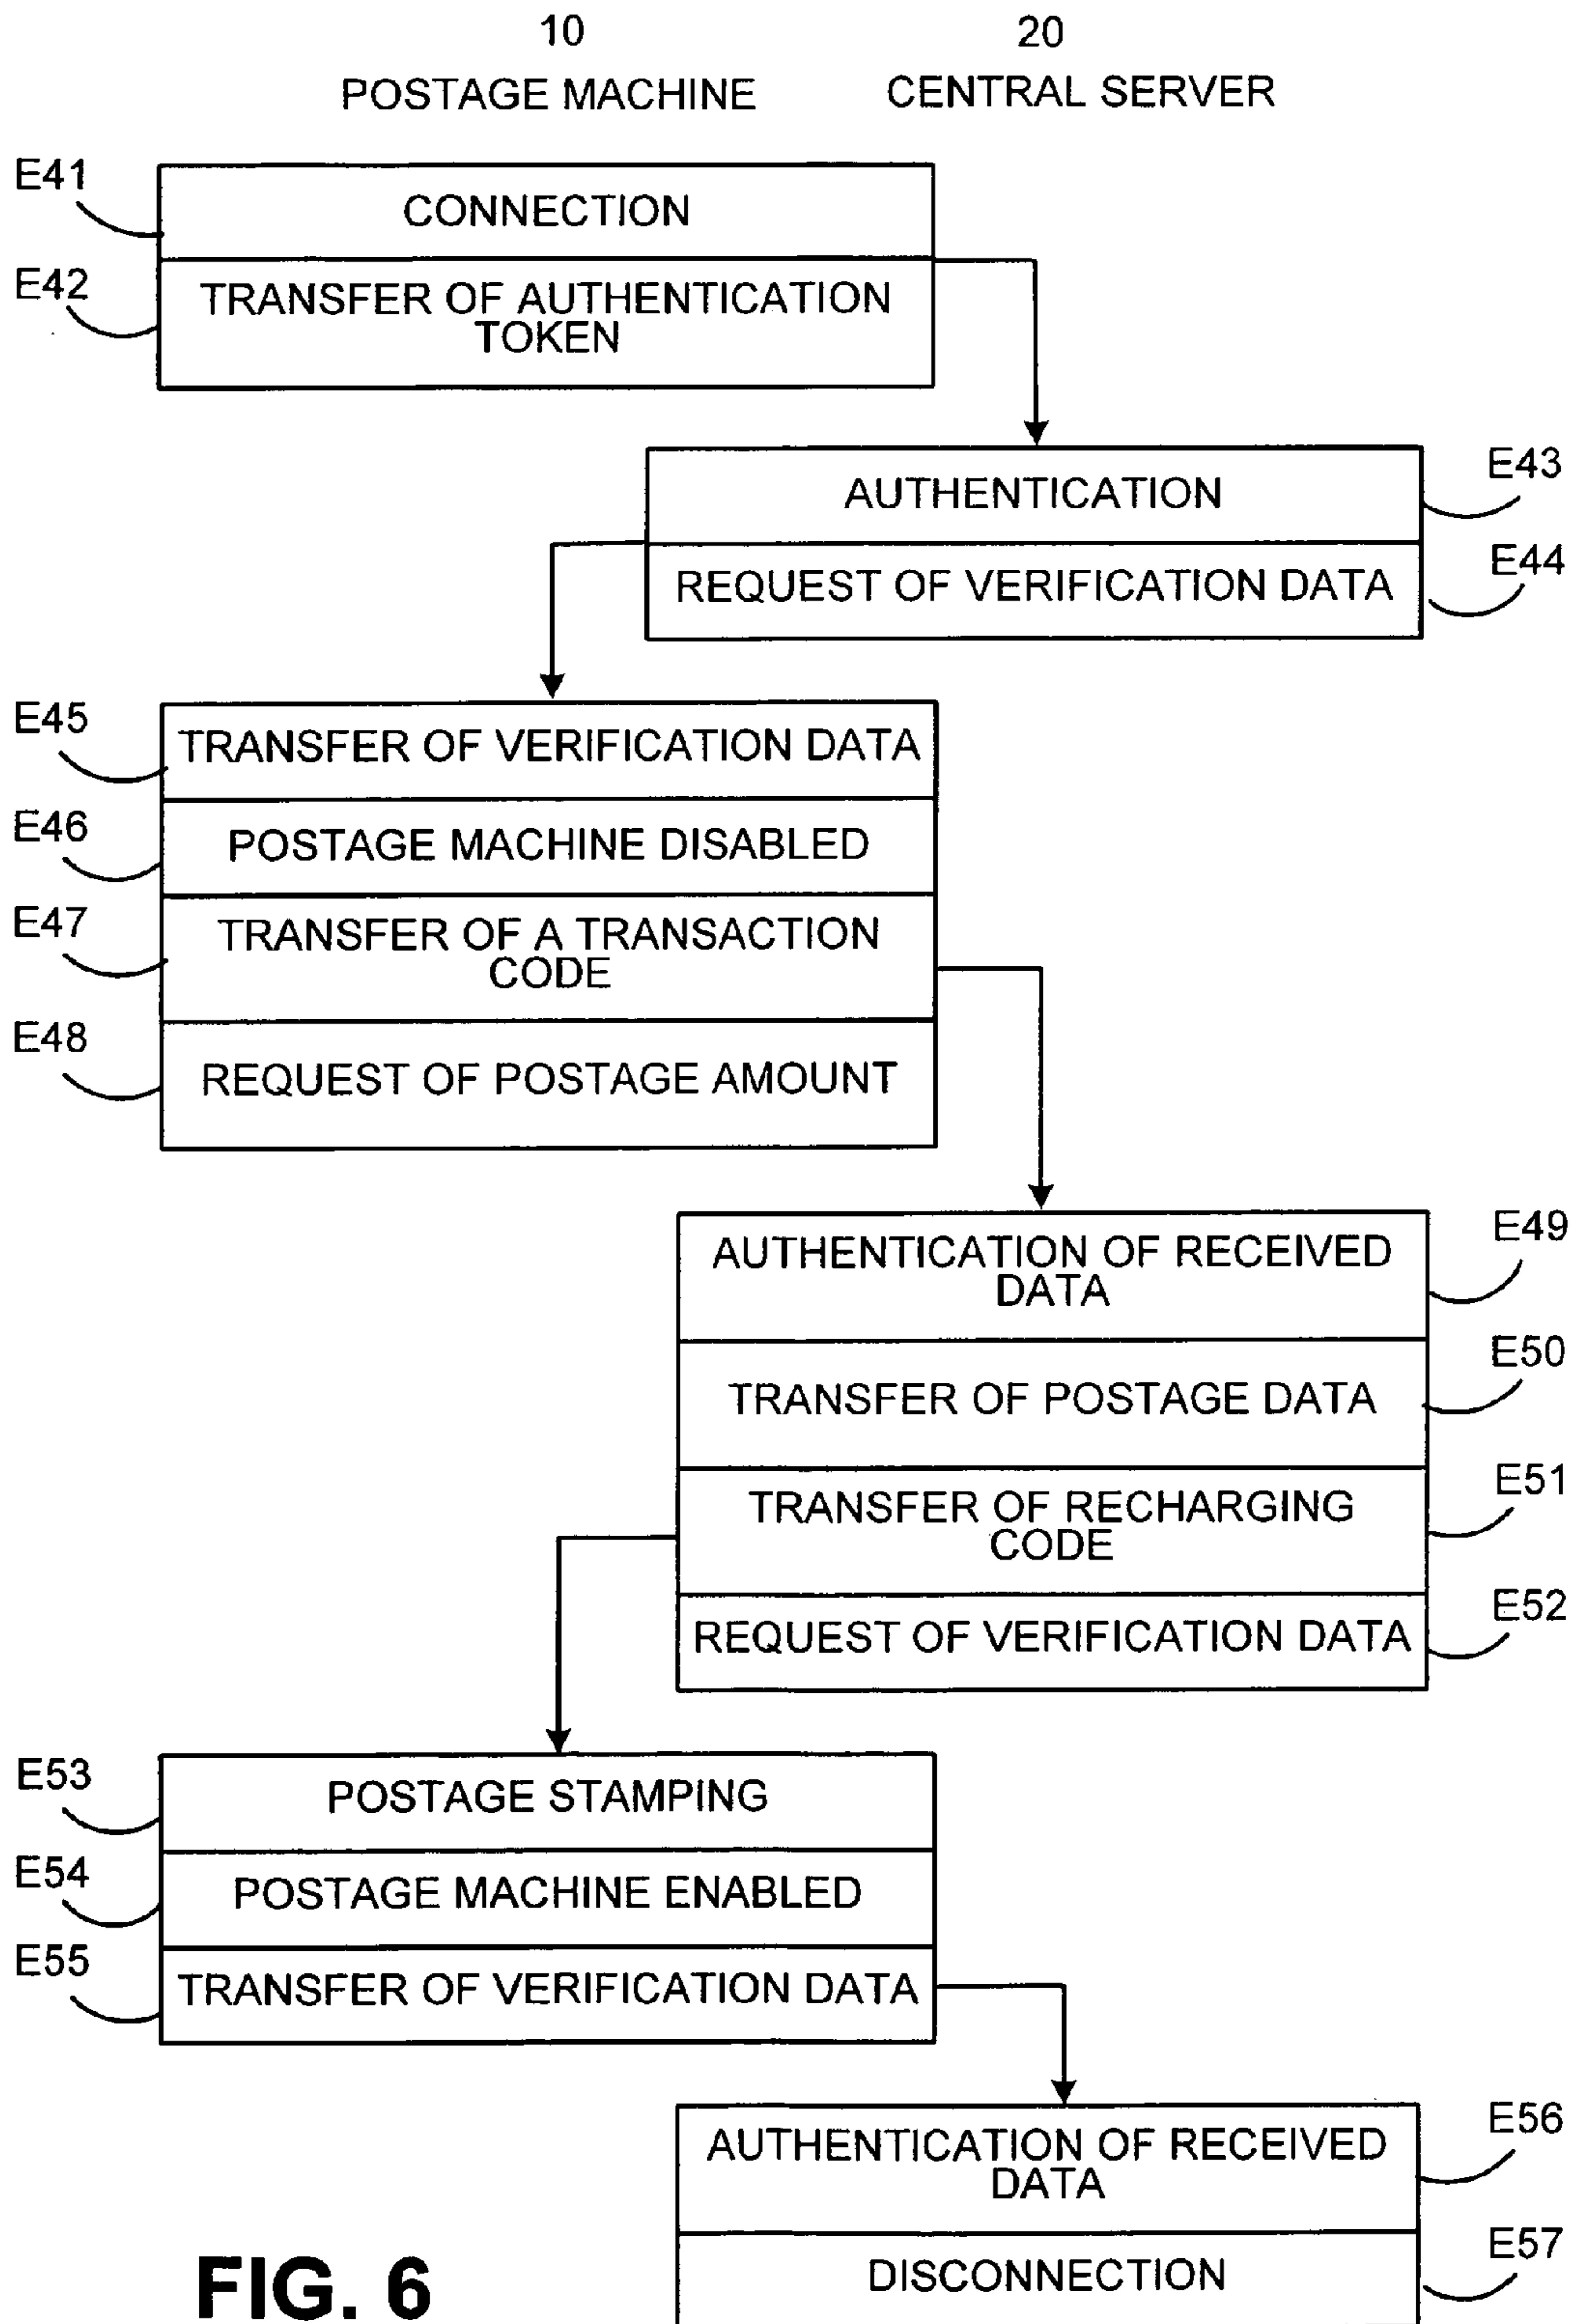 10 20
POSTAGE MACHINE CENTRAL SERVER
E41
CONNECTION
E42
TRANSFER OF AUTHENTICATION
TOKEN
E43
AUTHENTICATION
E44
REQUEST OF VERIFICATION DATA
E45
TRANSFER OF VERIFICATION DATA
E46
POSTAGE MACHINE DISABLED
E47
TRANSFER OF A TRANSACTION
CODE
E48
REQUEST OF POSTAGE AMOUNT
E49
AUTHENTICATION OF RECEIVED
DATA
E50
TRANSFER OF POSTAGE DATA
E51
TRANSFER OF RECHARGING
CODE
E52
REQUEST OF VERIFICATION DATA
E53
POSTAGE STAMPING
E54
POSTAGE MACHINE ENABLED
E55
TRANSFER OF VERIFICATION DATA
E56
AUTHENTICATION OF RECEIVED
DATA
E57
DISCONNECTION
FIG. 6